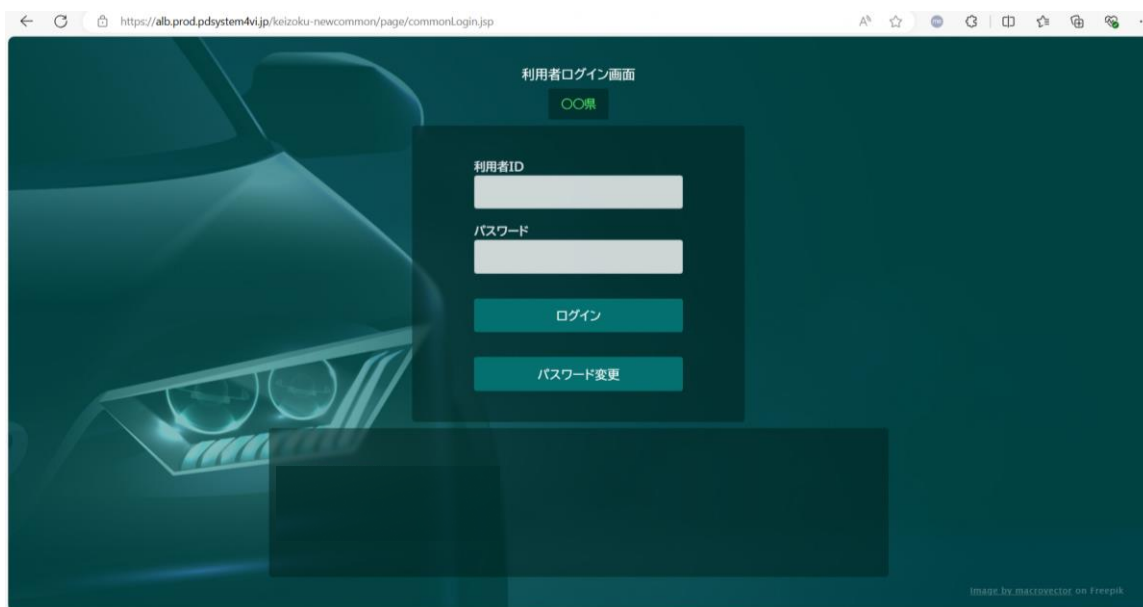 https://alb.prod.pdsystem4vi.jp/keizoku-newcommon/page/commonLogin.jsp
利用者ログイン画面
〇〇県
利用者ID
パスワード
ログイン
パスワード変更
Image by macrovector on Freepik